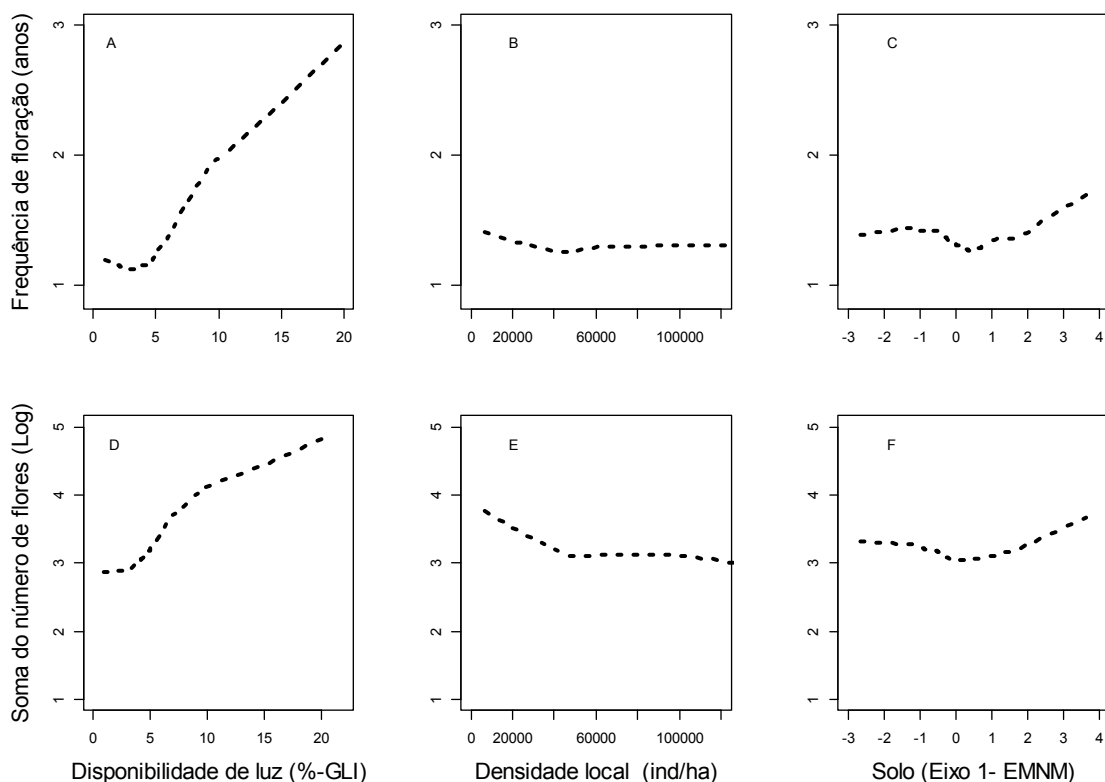 Frequência de floração (anos)
3
2
1
A
0 5 10 15 20
3
2
1
B
0 20000 60000 100000
3
2
1
C
-3 -2 -1 0 1 2 3 4
Soma do número de flores (Log)
5
4
3
2
1
D
0 5 10 15 20
Disponibilidade de luz (%-GLI)
5
4
3
2
1
E
0 20000 60000 100000
Densidade local (ind/ha)
5
4
3
2
1
F
-3 -2 -1 0 1 2 3 4
Solo (Eixo 1- EMNM)